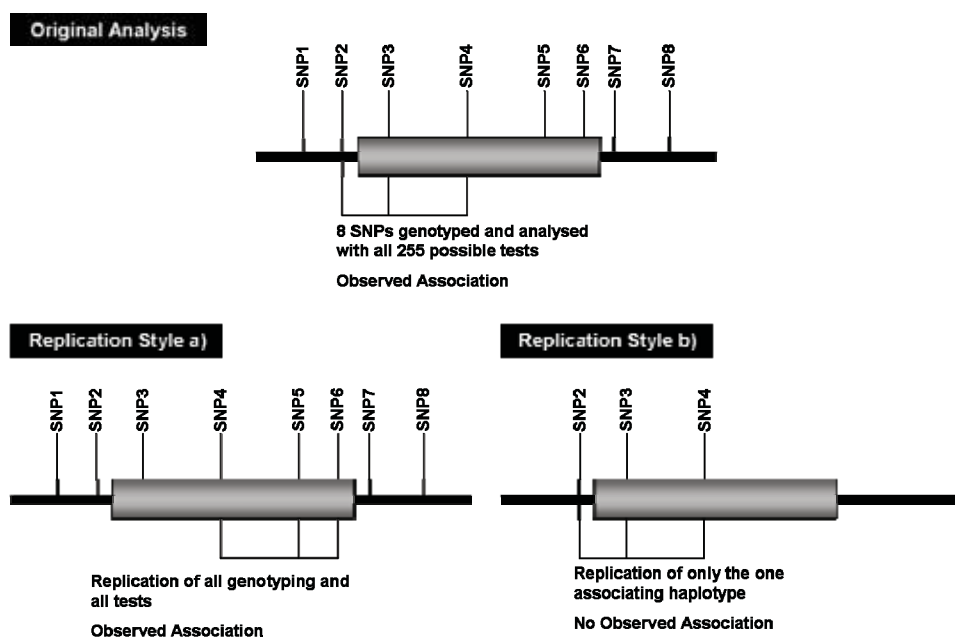 Original Analysis
SNP1 SNP2 SNP3 SNP4 SNP5 SNP6 SNP7 SNP8
8 SNPs genotyped and analysed
with all 255 possible tests
Observed Association
Replication Style a)
SNP1 SNP2 SNP3 SNP4 SNP5 SNP6 SNP7 SNP8
Replication of all genotyping and
all tests
Observed Association
Replication Style b)
SNP2 SNP3 SNP4
Replication of only the one
associating haplotype
No Observed Association